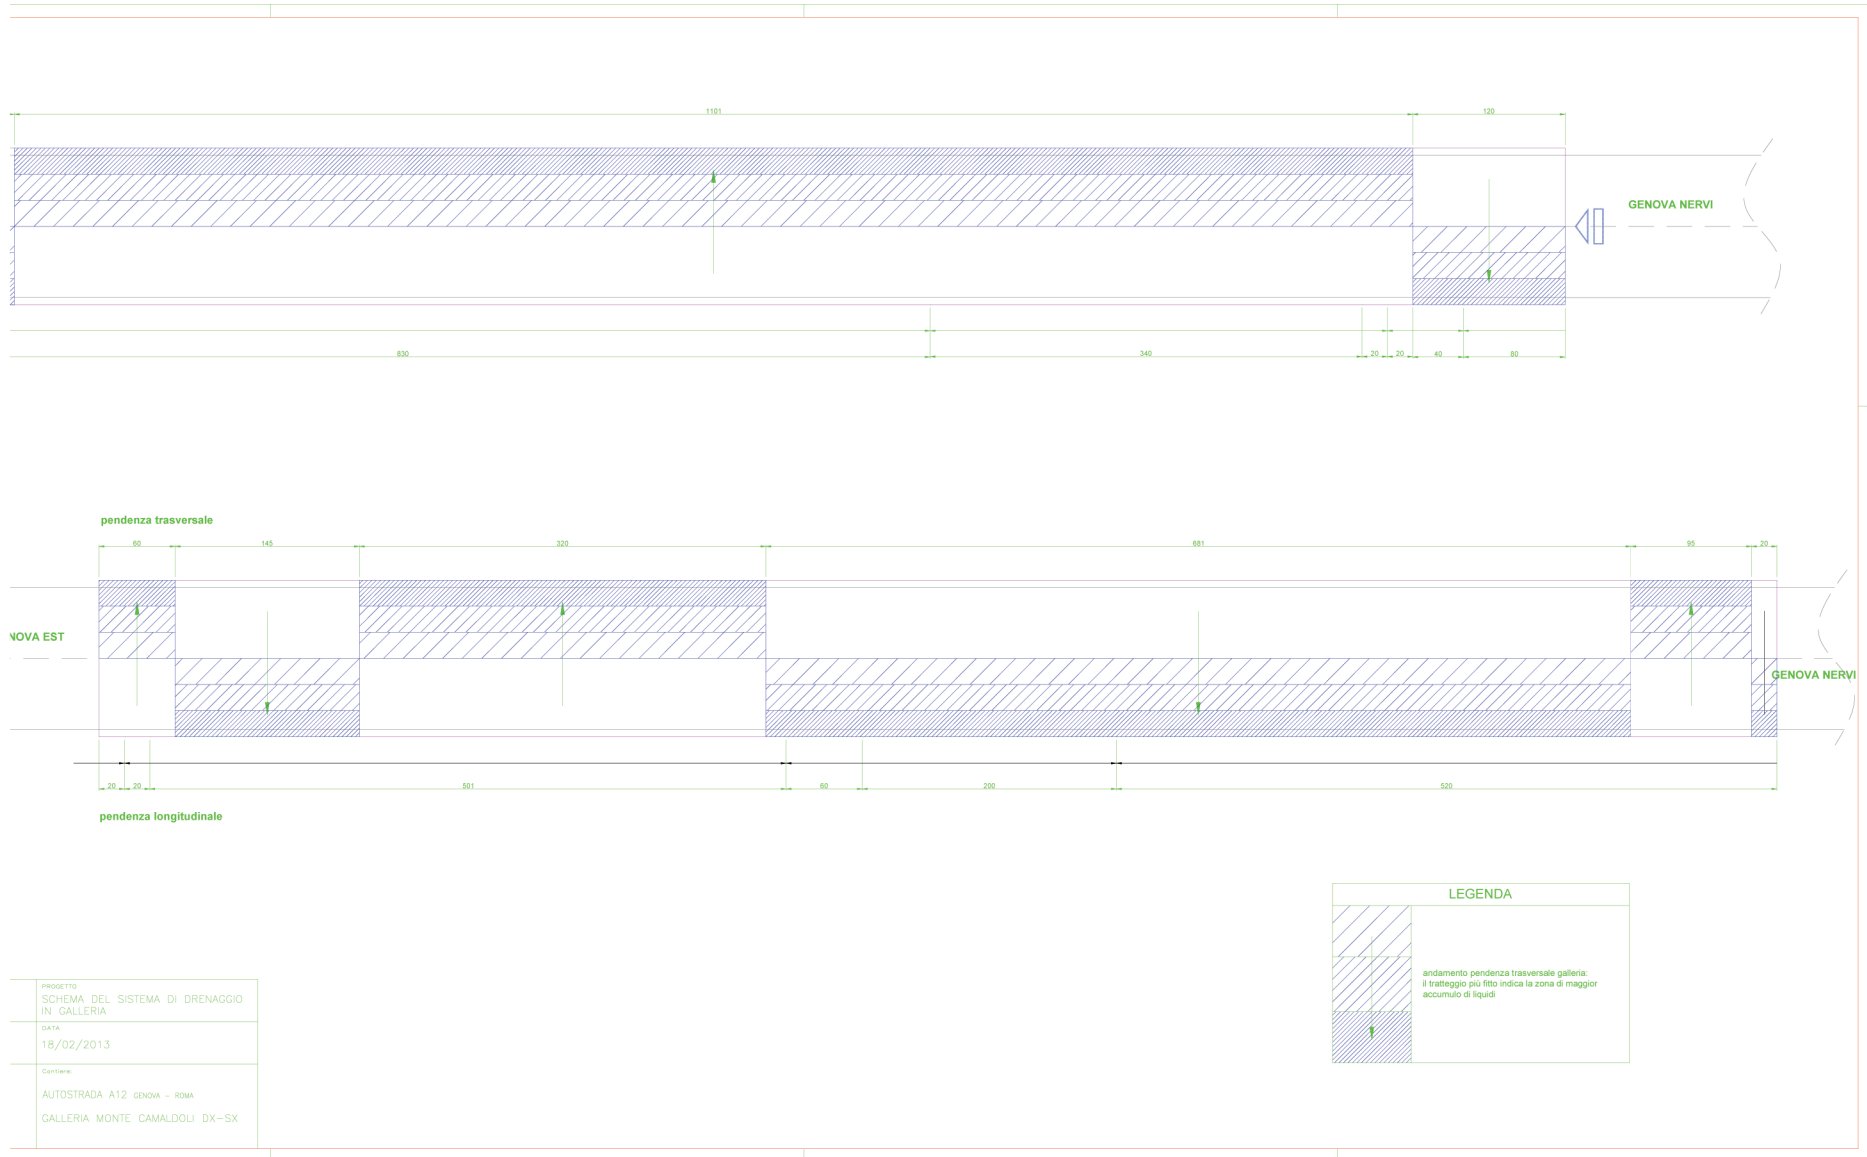 1101 120
GENOVA NERVI
830 340 20 20 40 80
pendenza trasversale
60 145 320 681 95 20
NOVA EST
GENOVA NERVI
20 20 501 60 200 520
pendenza longitudinale
LEGENDA
andamento pendenza trasversale galleria:
il tratteggio più fitto indica la zona di maggior
accumulo di liquidi
PROGETTO
SCHEMA DEL SISTEMA DI DRENAGGIO
IN GALLERIA
DATA
18/02/2013
Contiene:
AUTOSTRADA A12 GENOVA - ROMA
GALLERIA MONTE CAMALDOLI DX-SX